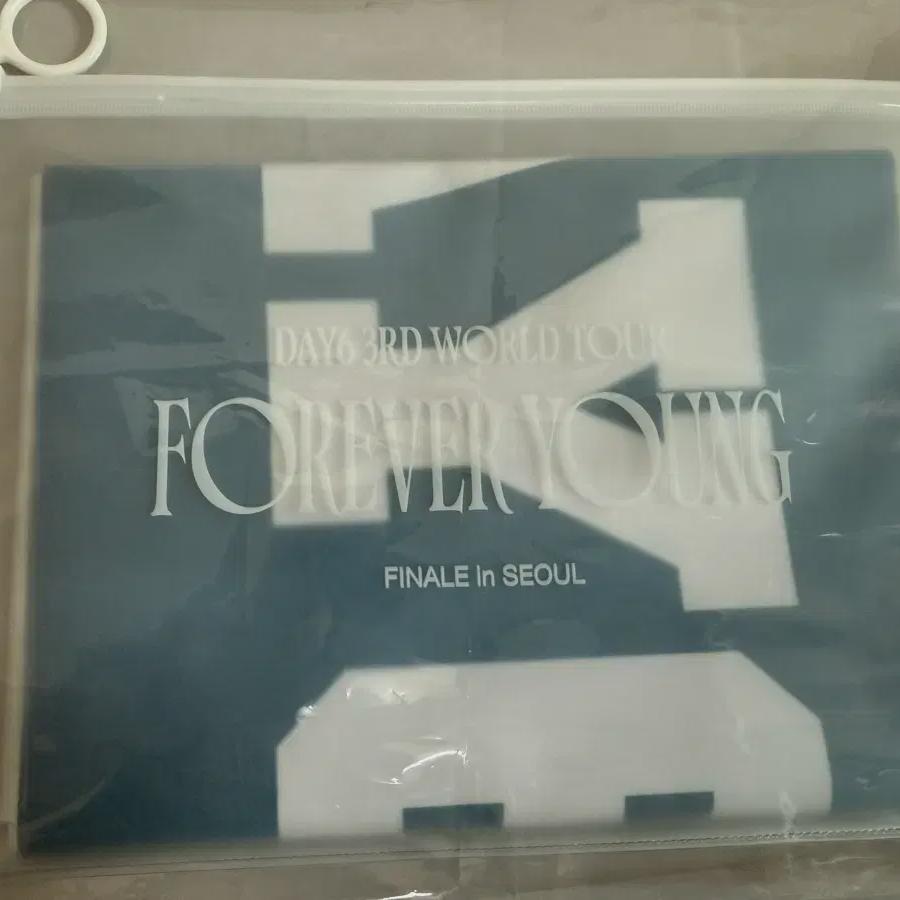 DAY6 3RD WORLD TOUR
FOREVER YOUNG
FINALE in SEOUL